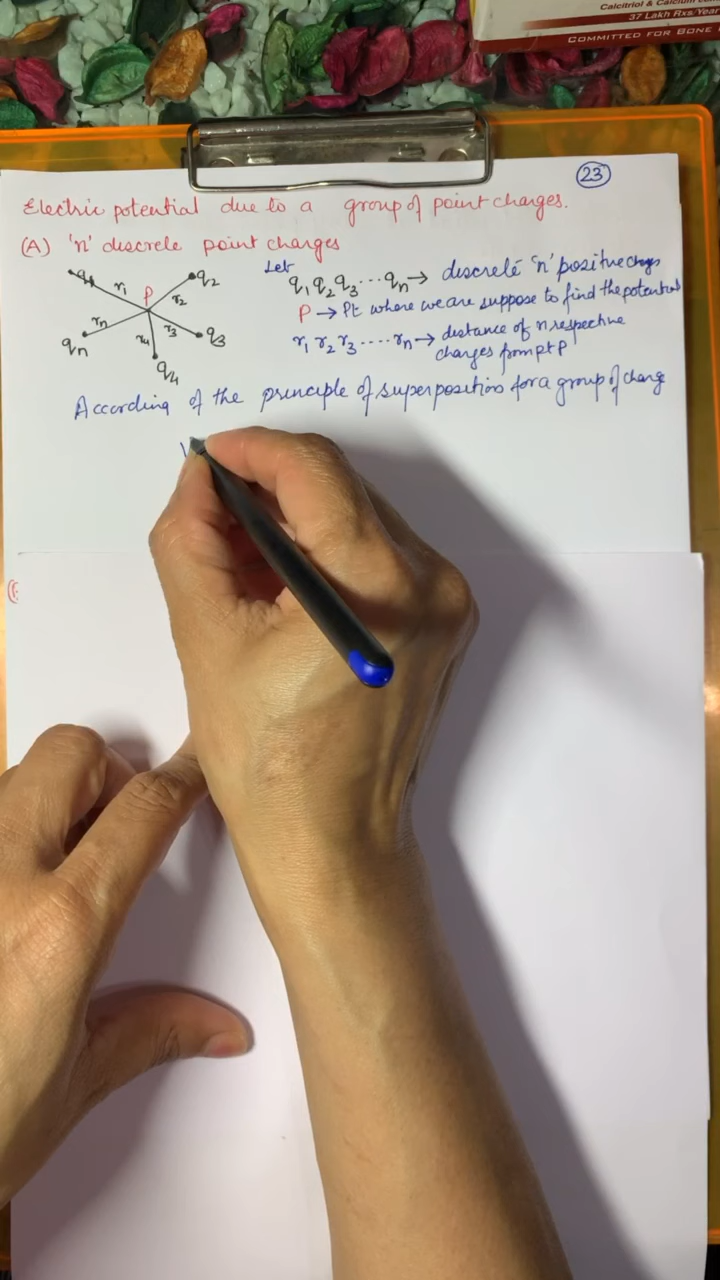 Calcitriol & Calcium
37 Lakh Rxs/Year
COMMITTED FOR BONE
23
Electric potential due to a group of point charges.
(A) 'n' discrete point charges
Let
q1 q2 q3 ... qn → discrete 'n' positive charges
P → Pt where we are suppose to find the potential
r1 r2 r3 ..... rn → distance of n respective
charges from pt P
q1
r1
P
q2
r2
rn
r4
r3
q3
qn
q4
According of the principle of superposition for a group of charge